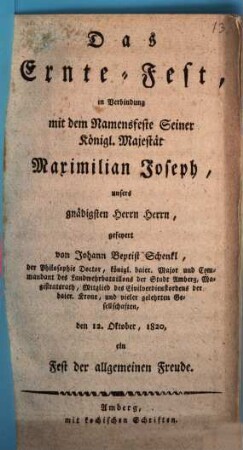 13
Das
Ernte-Fest,
in Verbindung
mit dem Namensfeste Seiner
Königl. Majestät
Maximilian Joseph,
unsers
gnädigsten Herrn Herrn,
gefeyert
von Johann Beptist Schenkl,
der Philosophie Doctor, königl. baier. Major und Com-
mandant des Landwehrbataillons der Stadt Amberg, Ma-
gistratsrath, Mitglied des Civilverdienstordens der
baier. Krone, und vieler gelehrten Ge-
sellschaften,
den 12. Oktober, 1820,
ein
Fest der allgemeinen Freude.
Amberg,
mit kochischen Schriften.